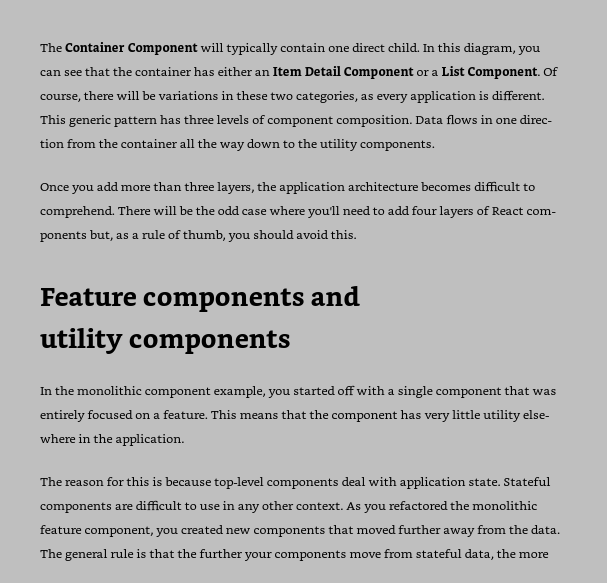 The Container Component will typically contain one direct child. In this diagram, you
can see that the container has either an Item Detail Component or a List Component. Of
course, there will be variations in these two categories, as every application is different.
This generic pattern has three levels of component composition. Data flows in one direc-
tion from the container all the way down to the utility components.
Once you add more than three layers, the application architecture becomes difficult to
comprehend. There will be the odd case where you'll need to add four layers of React com-
ponents but, as a rule of thumb, you should avoid this.
Feature components and
utility components
In the monolithic component example, you started off with a single component that was
entirely focused on a feature. This means that the component has very little utility else-
where in the application.
The reason for this is because top-level components deal with application state. Stateful
components are difficult to use in any other context. As you refactored the monolithic
feature component, you created new components that moved further away from the data.
The general rule is that the further your components move from stateful data, the more